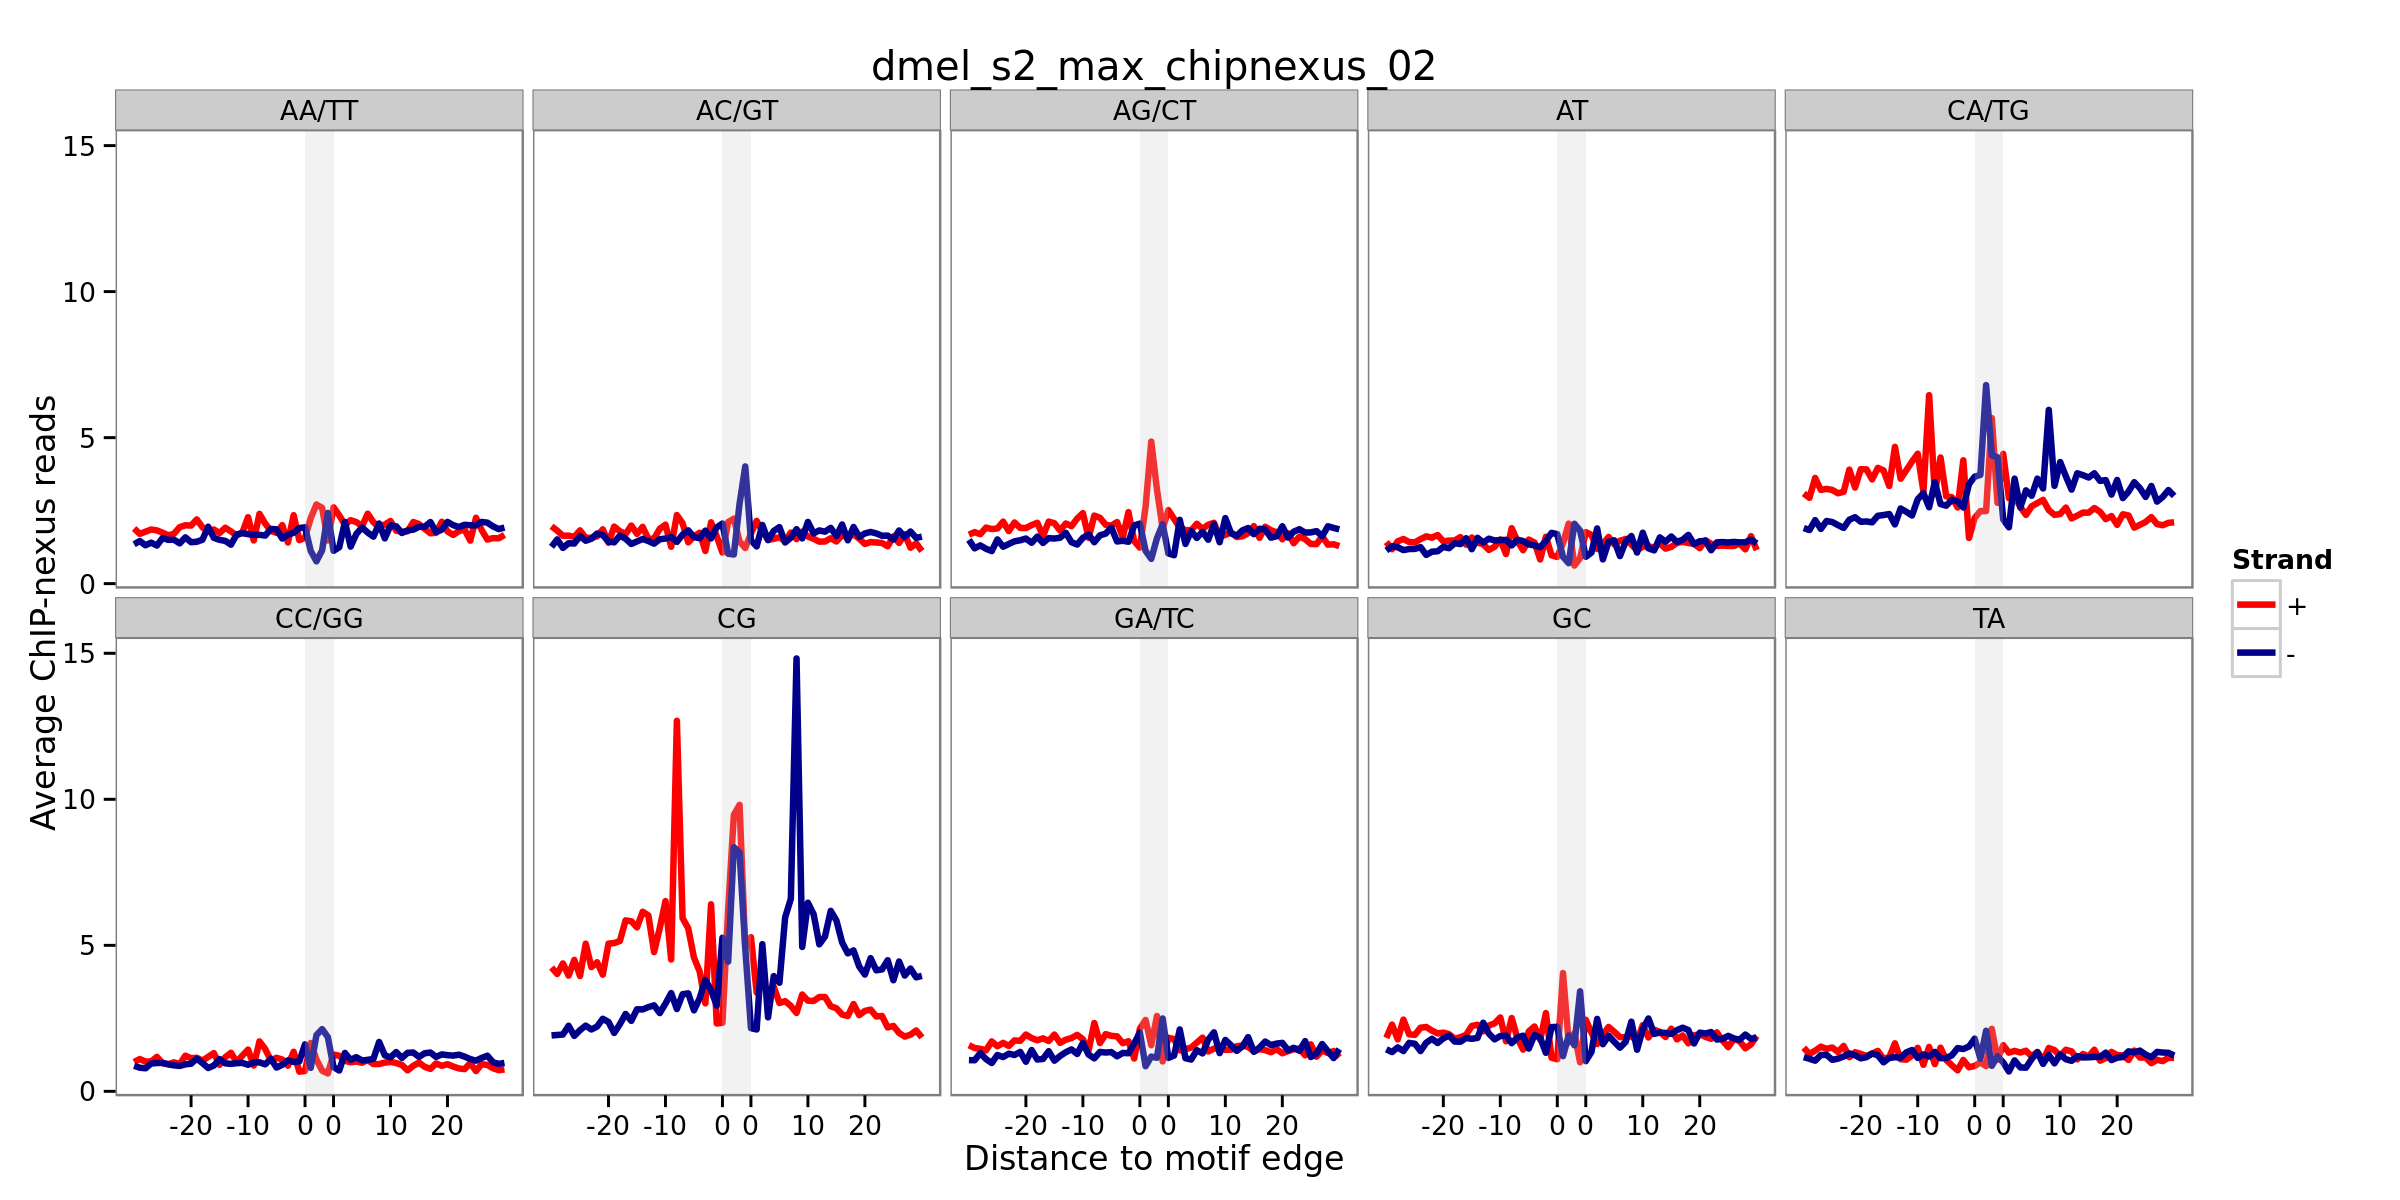 dmel_s2_max_chipnexus_02
AA/TT AC/GT AG/CT AT CA/TG
15
10
5
0
CC/GG CG GA/TC GC TA
15
10
5
0
-20 -10 0 0 10 20 -20 -10 0 0 10 20 -20 -10 0 0 10 20 -20 -10 0 0 10 20 -20 -10 0 0 10 20
Distance to motif edge
Average ChIP-nexus reads
Strand
+
-